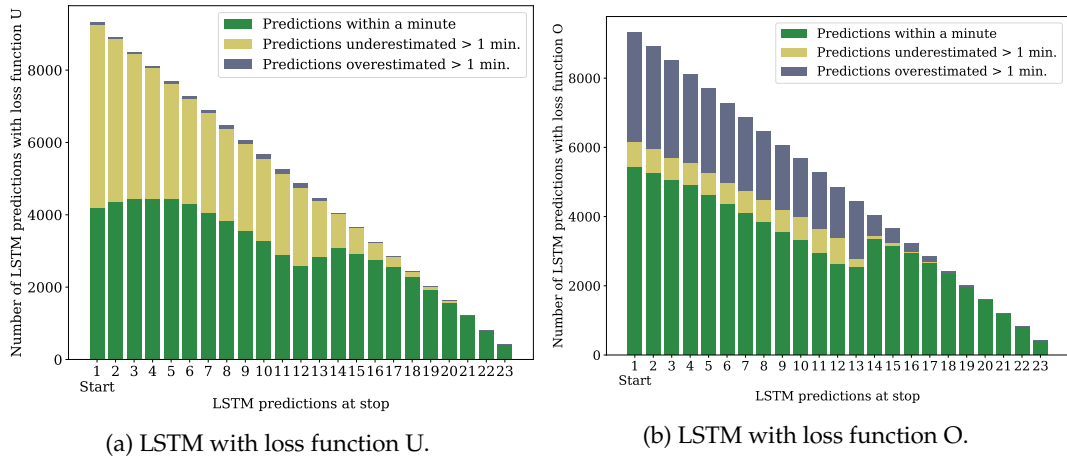 Number of LSTM predictions with loss function U
8000
6000
4000
2000
0
Predictions within a minute
Predictions underestimated > 1 min.
Predictions overestimated > 1 min.
1 2 3 4 5 6 7 8 9 10 11 12 13 14 15 16 17 18 19 20 21 22 23
Start
LSTM predictions at stop
(a) LSTM with loss function U.
Number of LSTM predictions with loss function O
8000
6000
4000
2000
0
Predictions within a minute
Predictions underestimated > 1 min.
Predictions overestimated > 1 min.
1 2 3 4 5 6 7 8 9 10 11 12 13 14 15 16 17 18 19 20 21 22 23
Start
LSTM predictions at stop
(b) LSTM with loss function O.